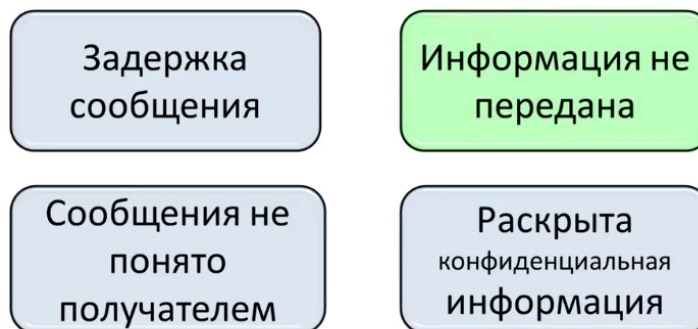 Задержка
сообщения
Информация не
передана
Сообщения не
понято
получателем
Раскрыта
конфиденциальная
информация